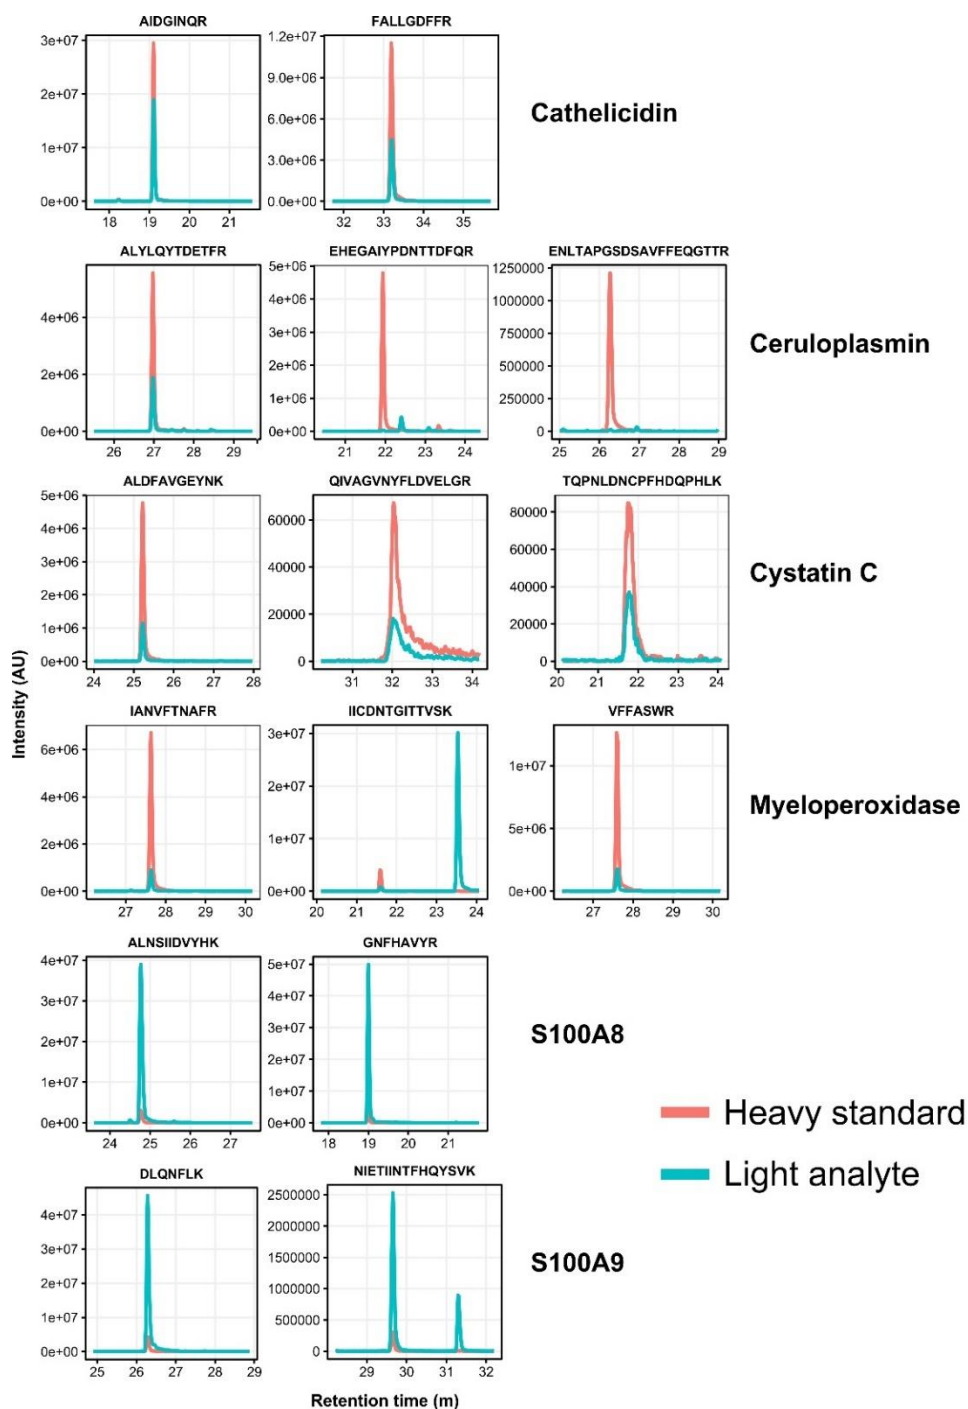 AIDGINQR FALLGDFFR
3e+07
2e+07
1e+07
0e+00
18 19 20 21
1.2e+07
9.0e+06
6.0e+06
3.0e+06
0.0e+00
32 33 34 35
Cathelicidin
ALYLQYTDETFR EHEGAIYPDNTTDFQR ENLTAPGSDSAVFFEQGTTR
4e+06
2e+06
0e+00
26 27 28 29
5e+06
4e+06
3e+06
2e+06
1e+06
0e+00
21 22 23 24
1250000
1000000
750000
500000
250000
0
25 26 27 28 29
Ceruloplasmin
ALDFAVGEYNK QIVAGVNYFLDVELGR TQPNLDNCPFHDQPHLK
5e+06
4e+06
3e+06
2e+06
1e+06
0e+00
24 25 26 27 28
60000
40000
20000
0
31 32 33 34
80000
60000
40000
20000
0
20 21 22 23 24
Cystatin C
Intensity (AU)
IANVFTNAFR IICDNTGITTVSK VFFASWR
6e+06
4e+06
2e+06
0e+00
27 28 29 30
3e+07
2e+07
1e+07
0e+00
20 21 22 23 24
1e+07
5e+06
0e+00
27 28 29 30
Myeloperoxidase
ALNSIIDVYHK GNFHAVYR
4e+07
3e+07
2e+07
1e+07
0e+00
24 25 26 27
5e+07
4e+07
3e+07
2e+07
1e+07
0e+00
18 19 20 21
S100A8
Heavy standard
Light analyte
DLQNFLK NIETIINTFHQYSVK
4e+07
3e+07
2e+07
1e+07
0e+00
25 26 27 28 29
2500000
2000000
1500000
1000000
500000
0
29 30 31 32
S100A9
Retention time (m)